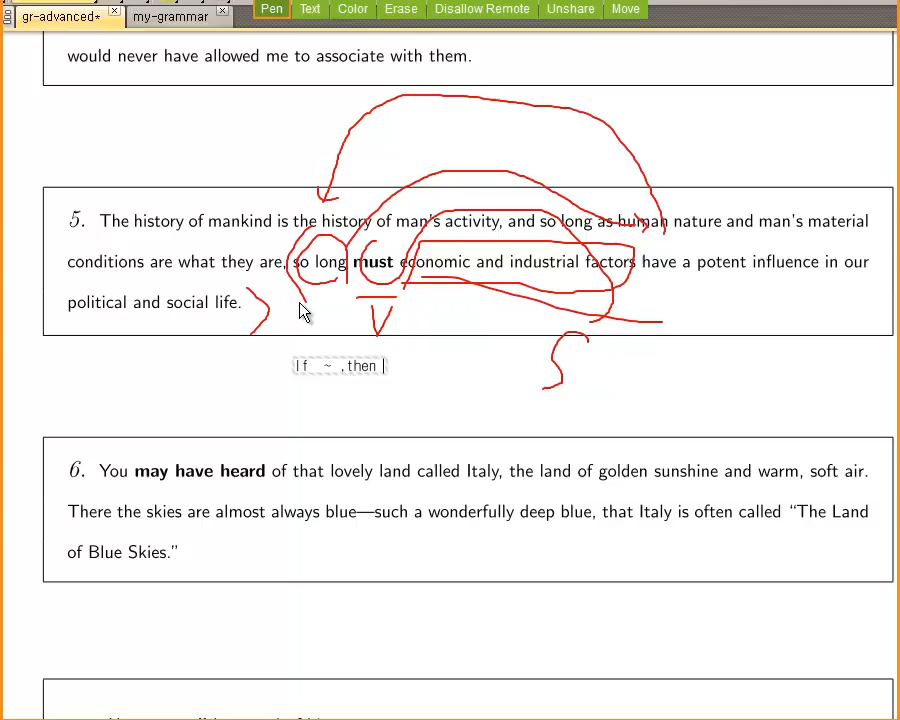 Pen Text Color Erase Disallow Remote Unshare Move
gr-advanced* my-grammar
would never have allowed me to associate with them.
5. The history of mankind is the history of man's activity, and so long as human nature and man's material
conditions are what they are, so long must economic and industrial factors have a potent influence in our
political and social life.
V
S
If ~ , then
6. You may have heard of that lovely land called Italy, the land of golden sunshine and warm, soft air.
There the skies are almost always blue—such a wonderfully deep blue, that Italy is often called “The Land
of Blue Skies.”